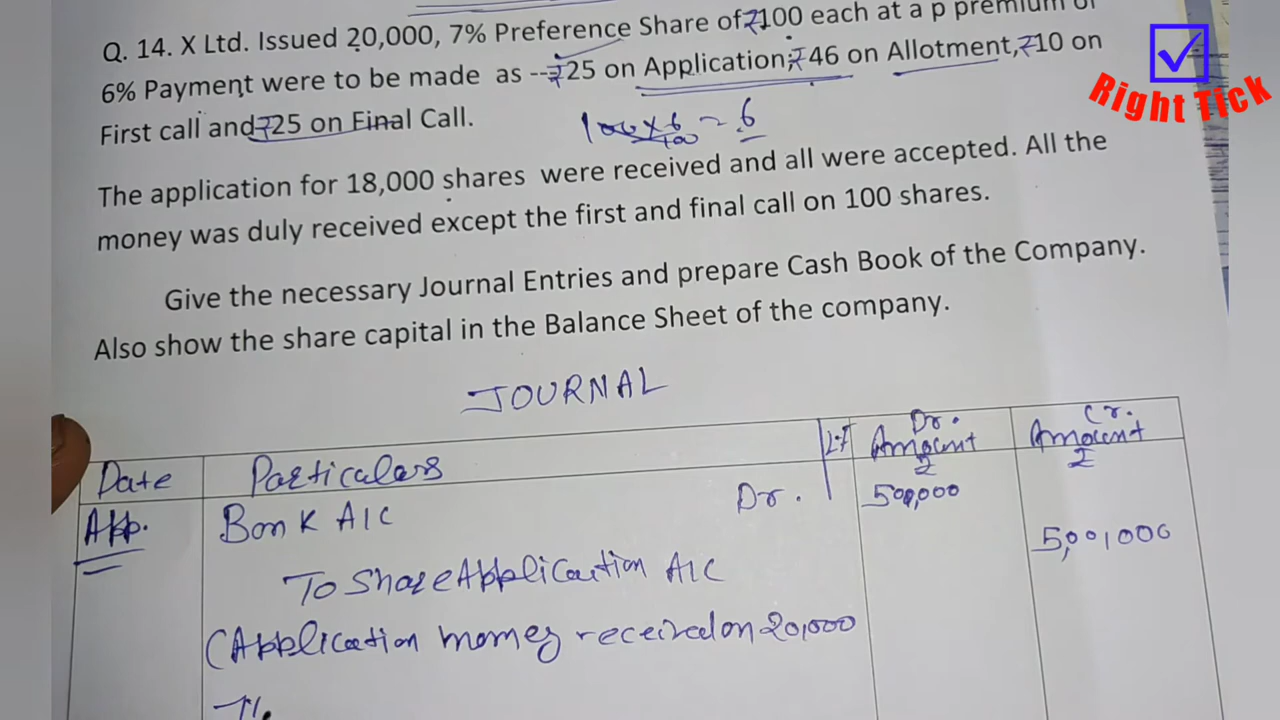 Q. 14. X Ltd. Issued 20,000, 7% Preference Share of ₹100 each at a p premium of
6% Payment were to be made as --₹25 on Application;₹46 on Allotment,₹10 on
First call and ₹25 on Final Call.
100 × 6/100 = 6
Right Tick
The application for 18,000 shares were received and all were accepted. All the
money was duly received except the first and final call on 100 shares.
Give the necessary Journal Entries and prepare Cash Book of the Company.
Also show the share capital in the Balance Sheet of the company.
JOURNAL
Date Particulars L.F Dr. Amount ₹ Cr. Amount ₹
App. Bank A/C Dr. 500,000
To Share Application A/C 5,00,000
(Application money received on 20,000
7%